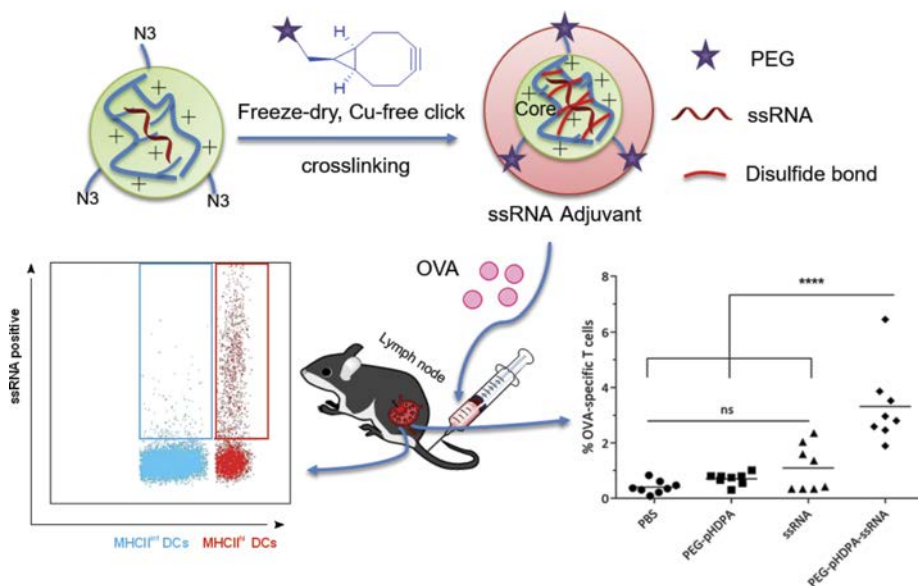 N3
N3
N3
H
H
Freeze-dry, Cu-free click
crosslinking
Core
ssRNA Adjuvant
PEG
ssRNA
Disulfide bond
OVA
Lymph node
ssRNA positive
MHCIIint DCs
MHCIIhi DCs
% OVA-specific T cells
8
6
4
2
0
****
ns
PBS
PEG-pHDPA
ssRNA
PEG-pHDPA-ssRNA